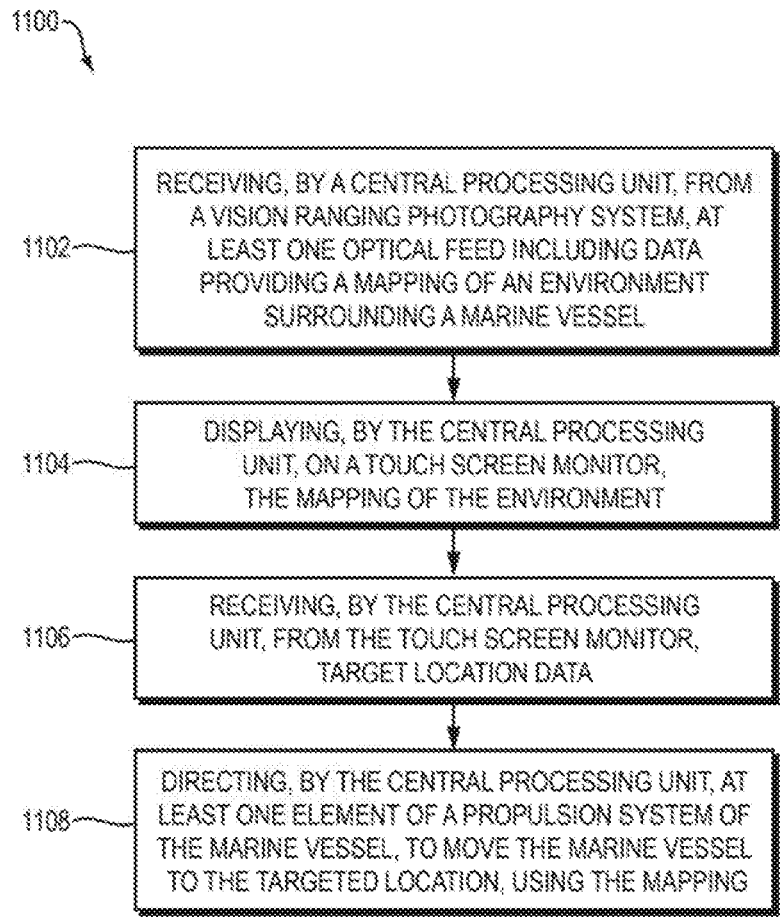 1100
RECEIVING, BY A CENTRAL PROCESSING UNIT, FROM
A VISION RANGING PHOTOGRAPHY SYSTEM, AT
LEAST ONE OPTICAL FEED INCLUDING DATA
PROVIDING A MAPPING OF AN ENVIRONMENT
SURROUNDING A MARINE VESSEL
1102
DISPLAYING, BY THE CENTRAL PROCESSING
UNIT, ON A TOUCH SCREEN MONITOR,
THE MAPPING OF THE ENVIRONMENT
1104
RECEIVING, BY THE CENTRAL PROCESSING
UNIT, FROM THE TOUCH SCREEN MONITOR,
TARGET LOCATION DATA
1106
DIRECTING, BY THE CENTRAL PROCESSING UNIT, AT
LEAST ONE ELEMENT OF A PROPULSION SYSTEM OF
THE MARINE VESSEL, TO MOVE THE MARINE VESSEL
TO THE TARGETED LOCATION, USING THE MAPPING
1108